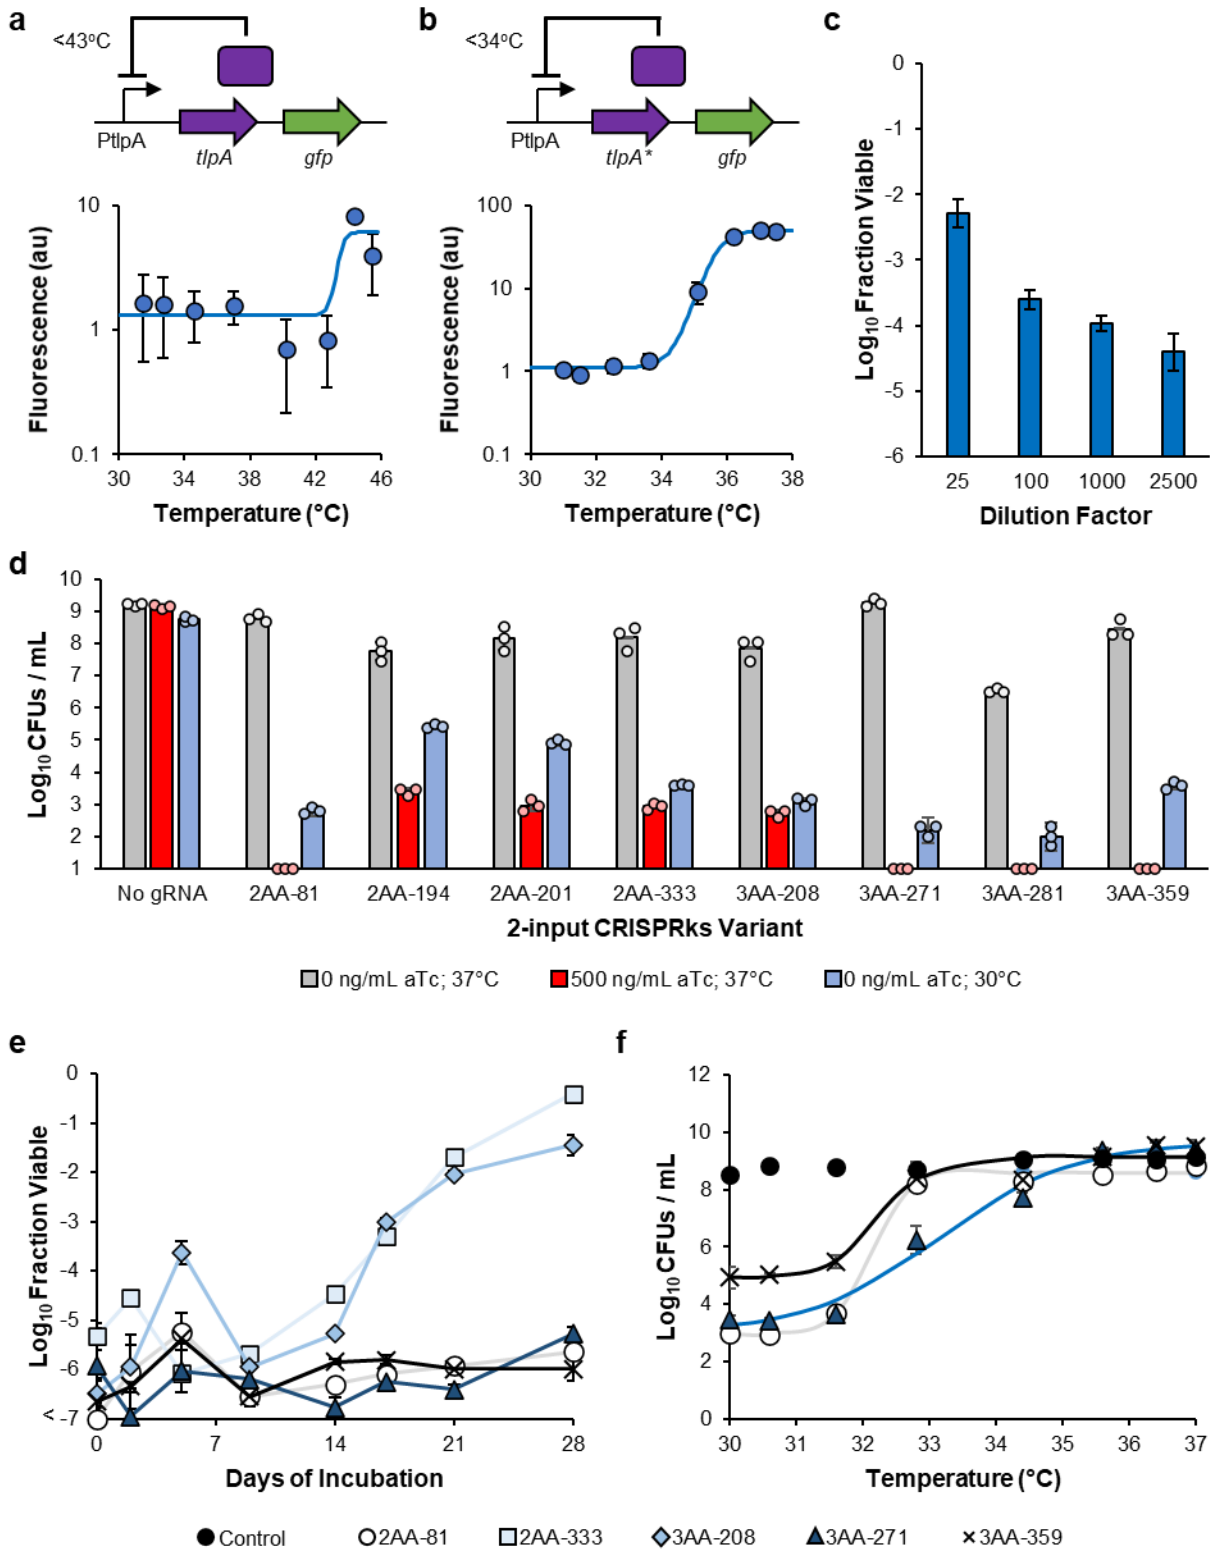 a
<43°C
PtlpA
tlpA
gfp
Fluorescence (au)
10
1
0.1
30 34 38 42 46
Temperature (°C)
b
<34°C
PtlpA
tlpA*
gfp
Fluorescence (au)
100
10
1
0.1
30 32 34 36 38
Temperature (°C)
c
Log10 Fraction Viable
0
-1
-2
-3
-4
-5
-6
25 100 1000 2500
Dilution Factor
d
Log10 CFUs / mL
10
9
8
7
6
5
4
3
2
1
No gRNA 2AA-81 2AA-194 2AA-201 2AA-333 3AA-208 3AA-271 3AA-281 3AA-359
2-input CRISPRks Variant
0 ng/mL aTc; 37°C 500 ng/mL aTc; 37°C 0 ng/mL aTc; 30°C
e
Log10 Fraction Viable
0
-1
-2
-3
-4
-5
-6
< -7
0 7 14 21 28
Days of Incubation
f
Log10 CFUs / mL
12
10
8
6
4
2
0
30 31 32 33 34 35 36 37
Temperature (°C)
Control 2AA-81 2AA-333 3AA-208 3AA-271 3AA-359